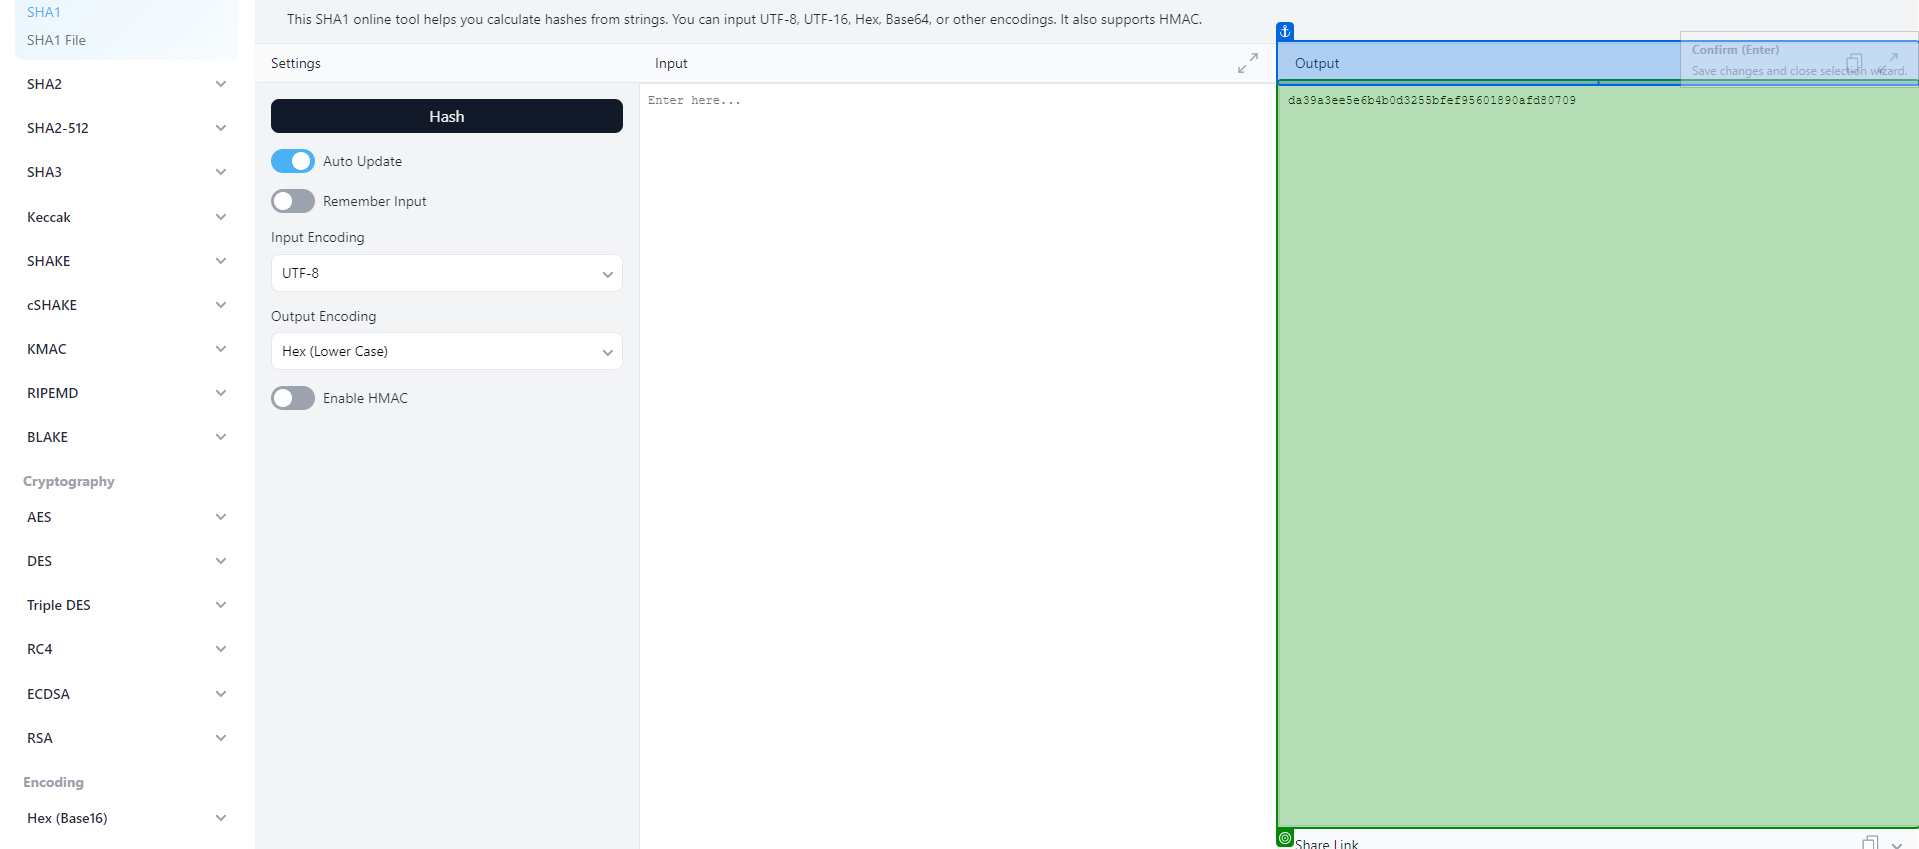 SHA1
SHA1 File
SHA2
SHA2-512
SHA3
Keccak
SHAKE
cSHAKE
KMAC
RIPEMD
BLAKE
Cryptography
AES
DES
Triple DES
RC4
ECDSA
RSA
Encoding
Hex (Base16)
This SHA1 online tool helps you calculate hashes from strings. You can input UTF-8, UTF-16, Hex, Base64, or other encodings. It also supports HMAC.
Settings
Hash
Auto Update
Remember Input
Input Encoding
UTF-8
Output Encoding
Hex (Lower Case)
Enable HMAC
Input
Enter here...
Output
Confirm (Enter)
Save changes and close selection wizard.
da39a3ee5e6b4b0d3255bfef95601890afd80709
Share Link